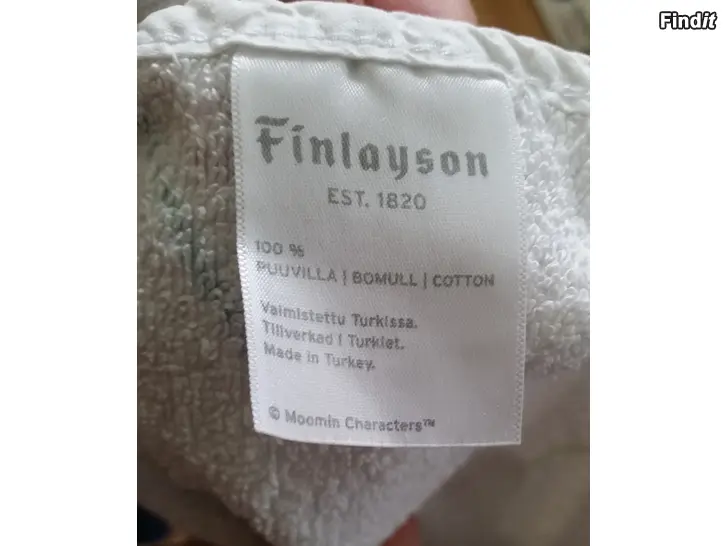 Findit
Finlayson
EST. 1820
100 %
PUUVILLA | BOMULL | COTTON
Valmistettu Turkissa.
Tillverkad i Turkiet.
Made in Turkey.
© Moomin Characters™